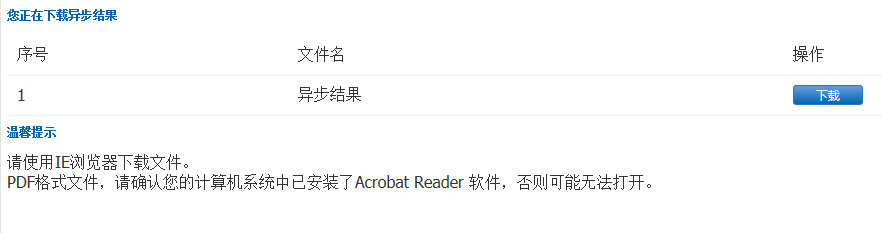 您正在下载异步结果
序号 文件名 操作
1 异步结果 下载
温馨提示
请使用IE浏览器下载文件。
PDF格式文件，请确认您的计算机系统中已安装了Acrobat Reader 软件，否则可能无法打开。